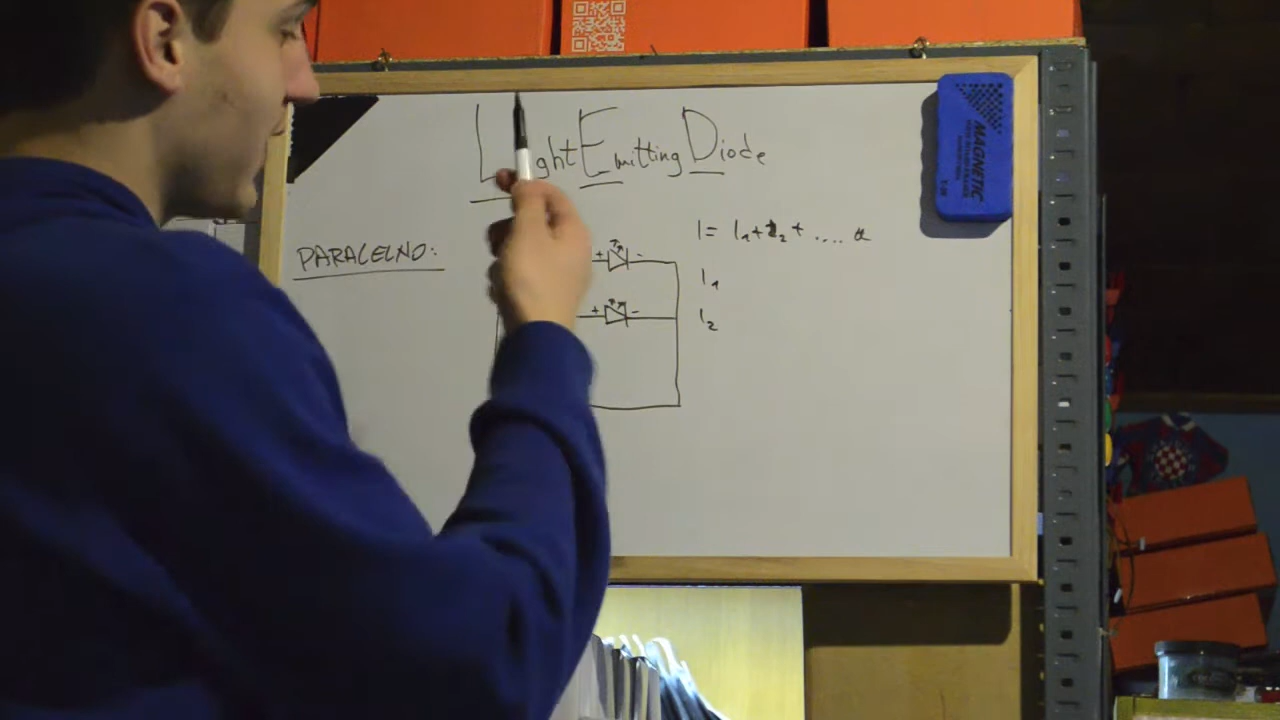 Light Emitting Diode
PARALELNO:
+ -
+ -
I = I1 + I2 + ....
I1
I2
MAGNETIC